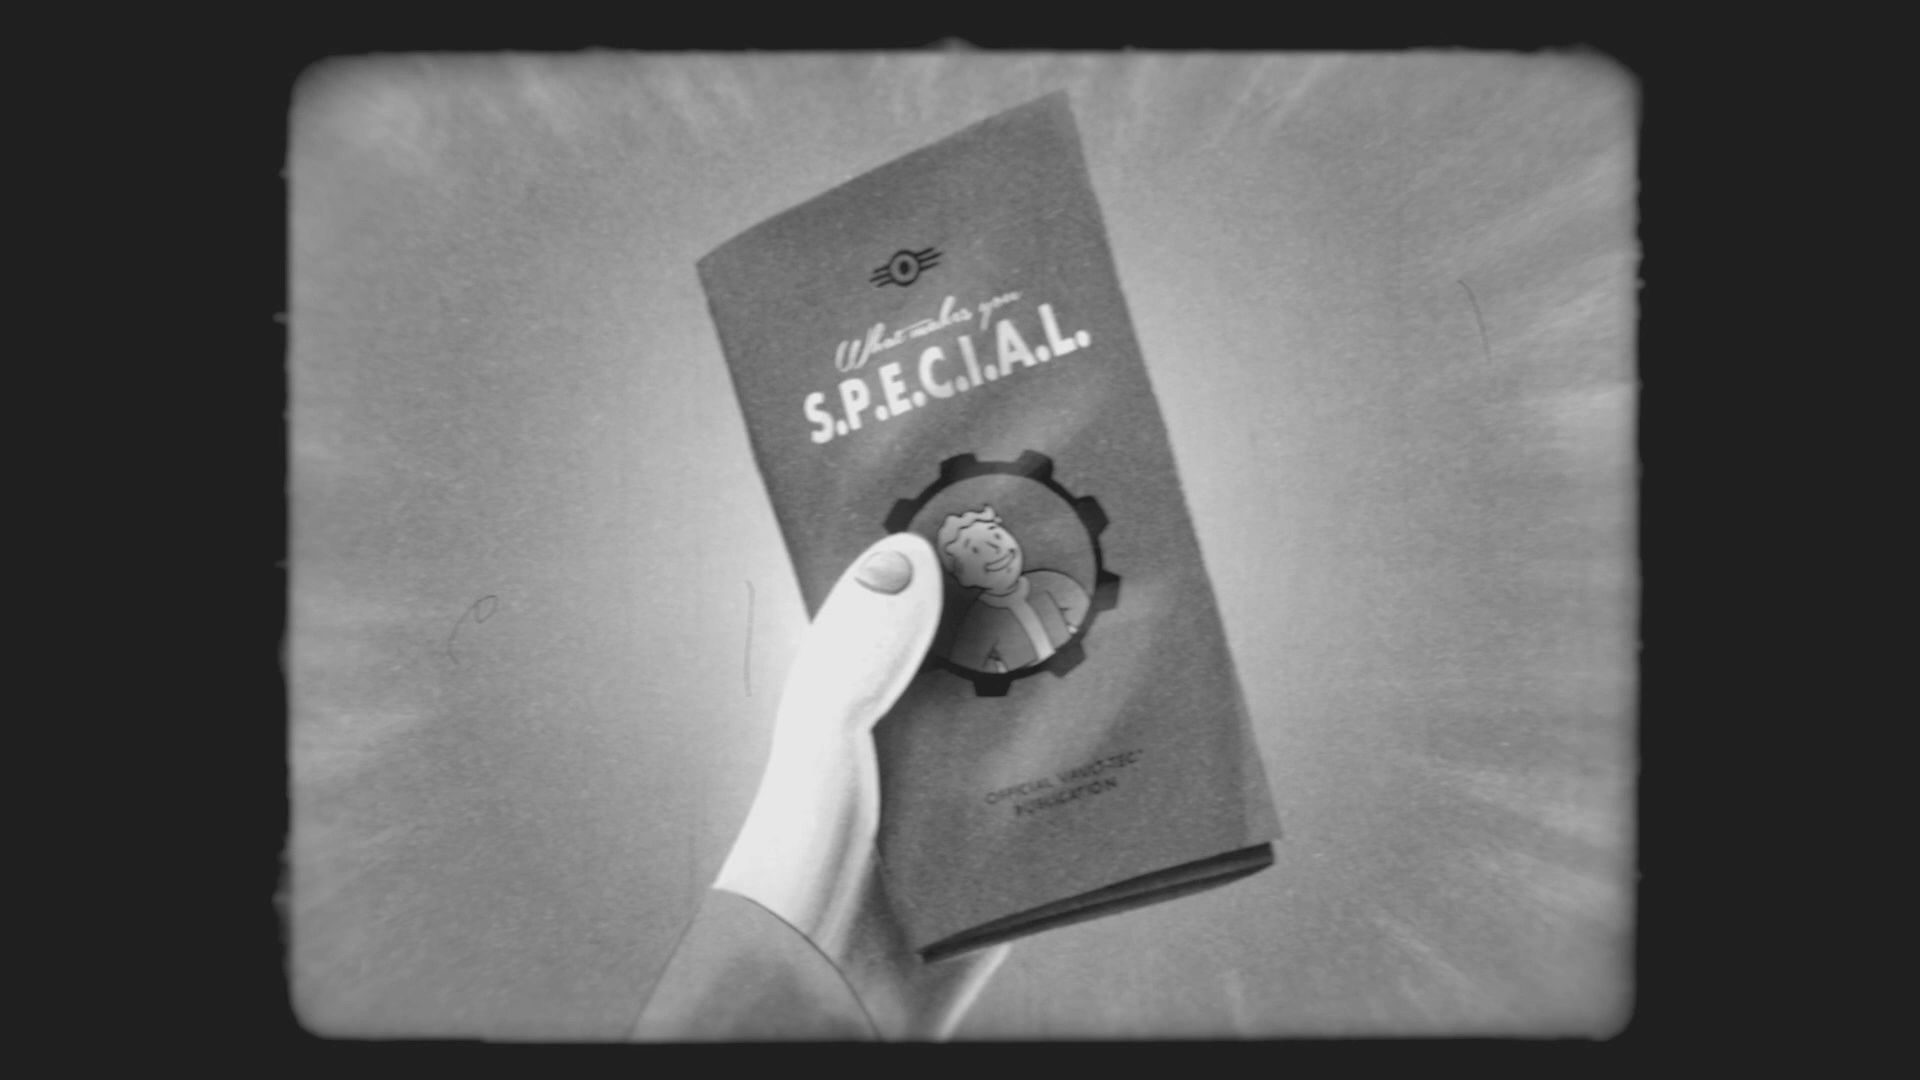 What makes you
S.P.E.C.I.A.L.
OFFICIAL VAULT-TEC
PUBLICATION